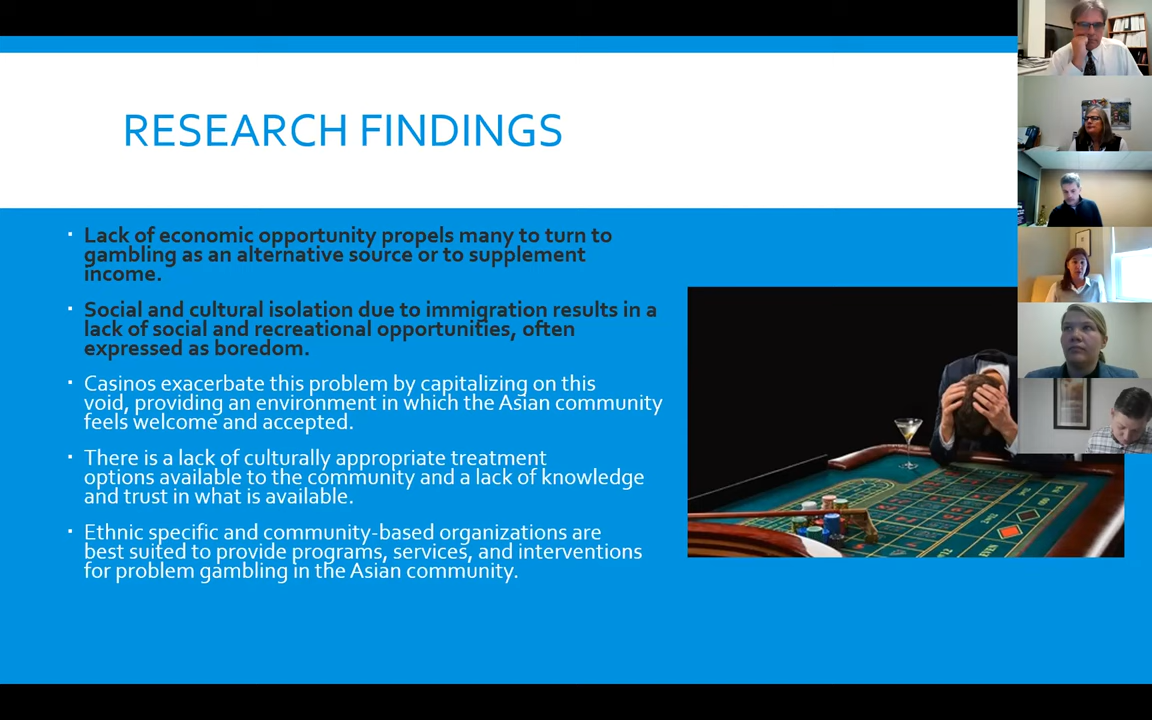 RESEARCH FINDINGS
▪ Lack of economic opportunity propels many to turn to
gambling as an alternative source or to supplement
income.
▪ Social and cultural isolation due to immigration results in a
lack of social and recreational opportunities, often
expressed as boredom.
▪ Casinos exacerbate this problem by capitalizing on this
void, providing an environment in which the Asian community
feels welcome and accepted.
▪ There is a lack of culturally appropriate treatment
options available to the community and a lack of knowledge
and trust in what is available.
▪ Ethnic specific and community-based organizations are
best suited to provide programs, services, and interventions
for problem gambling in the Asian community.